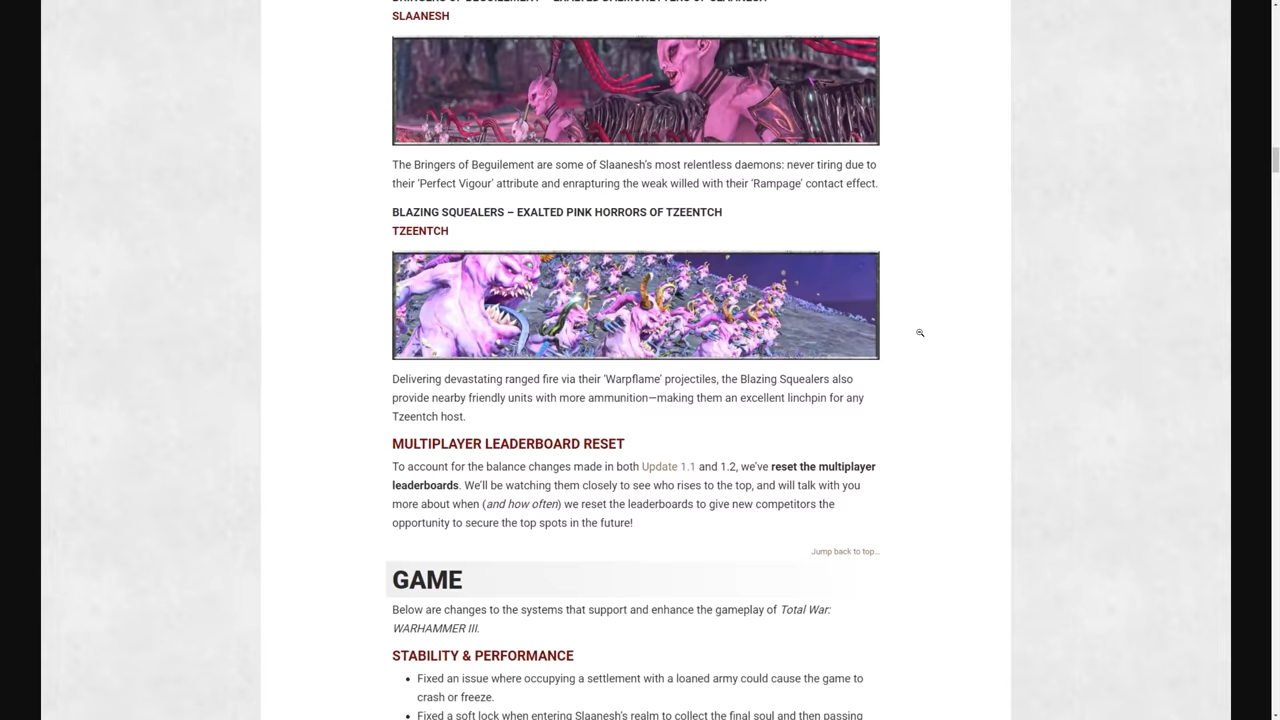 SLAANESH
The Bringers of Beguilement are some of Slaanesh's most relentless daemons: never tiring due to
their 'Perfect Vigour' attribute and enrapturing the weak willed with their 'Rampage' contact effect.
BLAZING SQUEALERS – EXALTED PINK HORRORS OF TZEENTCH
TZEENTCH
Delivering devastating ranged fire via their 'Warpflame' projectiles, the Blazing Squealers also
provide nearby friendly units with more ammunition—making them an excellent linchpin for any
Tzeentch host.
MULTIPLAYER LEADERBOARD RESET
To account for the balance changes made in both Update 1.1 and 1.2, we've reset the multiplayer
leaderboards. We'll be watching them closely to see who rises to the top, and will talk with you
more about when (and how often) we reset the leaderboards to give new competitors the
opportunity to secure the top spots in the future!
Jump back to top...
GAME
Below are changes to the systems that support and enhance the gameplay of Total War:
WARHAMMER III.
STABILITY & PERFORMANCE
• Fixed an issue where occupying a settlement with a loaned army could cause the game to
crash or freeze.
• Fixed a soft lock when entering Slaanesh's realm to collect the final soul and then passing